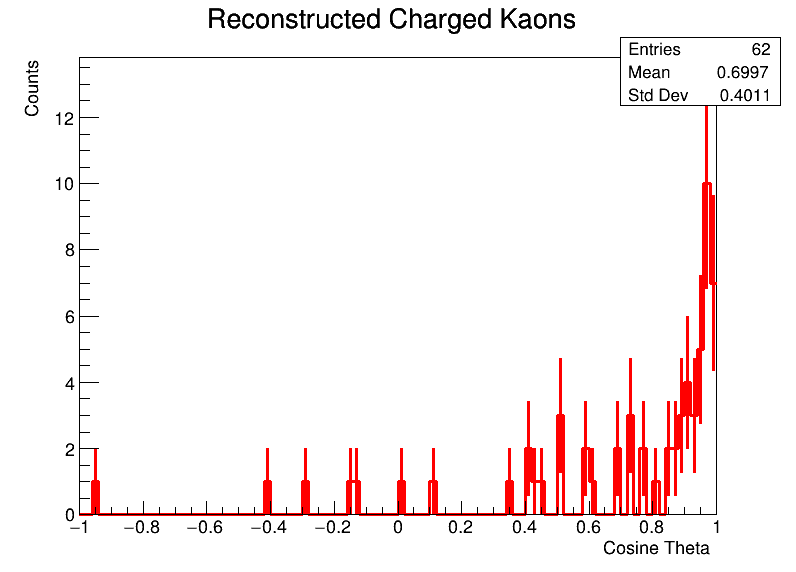 Reconstructed Charged Kaons
Entries 62
Mean 0.6997
Std Dev 0.4011
Counts
12
10
8
6
4
2
0
−1 −0.8 −0.6 −0.4 −0.2 0 0.2 0.4 0.6 0.8 1
Cosine Theta